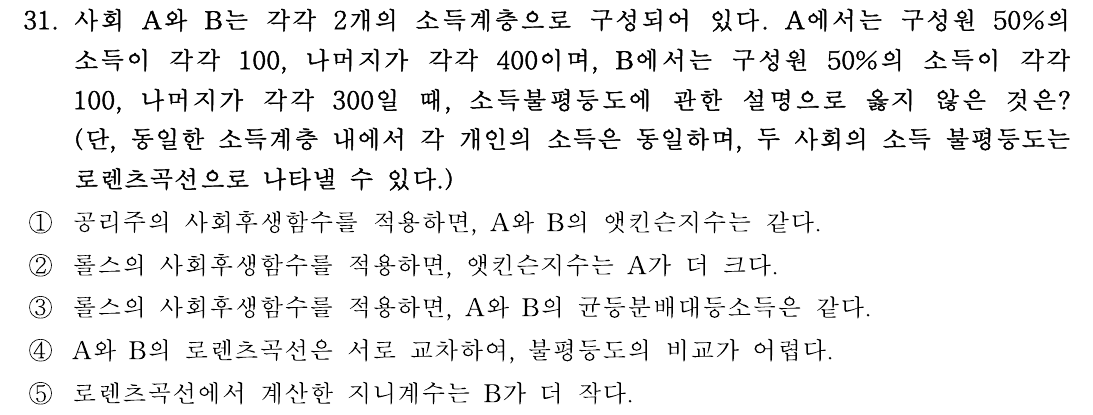 31. 사회 A와 B는 각각 2개의 소득계층으로 구성되어 있다. A에서는 구성원 50%의
소득이 각각 100, 나머지가 각각 400이며, B에서는 구성원 50%의 소득이 각각
100, 나머지가 각각 300일 때, 소득불평등도에 관한 설명으로 옳지 않은 것은?
(단, 동일한 소득계층 내에서 각 개인의 소득은 동일하며, 두 사회의 소득 불평등도는
로렌츠곡선으로 나타낼 수 있다.)
① 공리주의 사회후생함수를 적용하면, A와 B의 앳킨슨지수는 같다.
② 롤스의 사회후생함수를 적용하면, 앳킨슨지수는 A가 더 크다.
③ 롤스의 사회후생함수를 적용하면, A와 B의 균등분배대등소득은 같다.
④ A와 B의 로렌츠곡선은 서로 교차하여, 불평등도의 비교가 어렵다.
⑤ 로렌츠곡선에서 계산한 지니계수는 B가 더 작다.